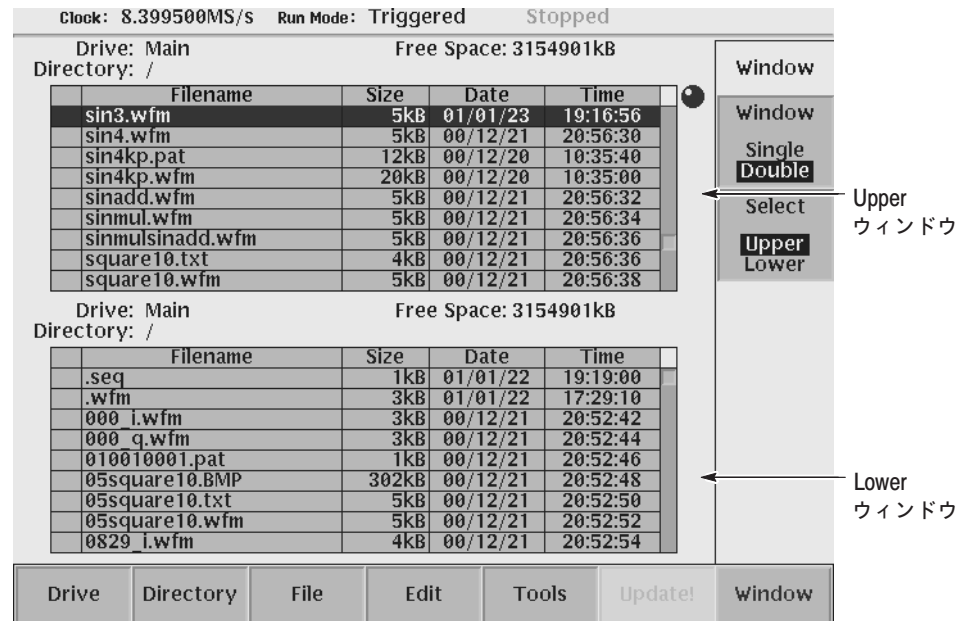 Clock: 8.399500MS/s Run Mode: Triggered Stopped
Drive: Main Free Space: 3154901kB
Directory: /
Filename Size Date Time
sin3.wfm 5kB 01/01/23 19:16:56
sin4.wfm 5kB 00/12/21 20:56:30
sin4kp.pat 12kB 00/12/20 10:35:40
sin4kp.wfm 20kB 00/12/20 10:35:00
sinadd.wfm 5kB 00/12/21 20:56:32
sinmul.wfm 5kB 00/12/21 20:56:34
sinmulsinadd.wfm 5kB 00/12/21 20:56:36
square10.txt 4kB 00/12/21 20:56:36
square10.wfm 5kB 00/12/21 20:56:38
Drive: Main Free Space: 3154901kB
Directory: /
Filename Size Date Time
.seq 1kB 01/01/22 19:19:00
.wfm 3kB 01/01/22 17:29:10
000_i.wfm 3kB 00/12/21 20:52:42
000_q.wfm 3kB 00/12/21 20:52:44
010010001.pat 1kB 00/12/21 20:52:46
05square10.BMP 302kB 00/12/21 20:52:48
05square10.txt 5kB 00/12/21 20:52:50
05square10.wfm 5kB 00/12/21 20:52:52
0829_i.wfm 4kB 00/12/21 20:52:54
Window
Window
Single
Double
Select
Upper
Lower
Upper
ウィンドウ
Lower
ウィンドウ
Drive Directory File Edit Tools Update! Window